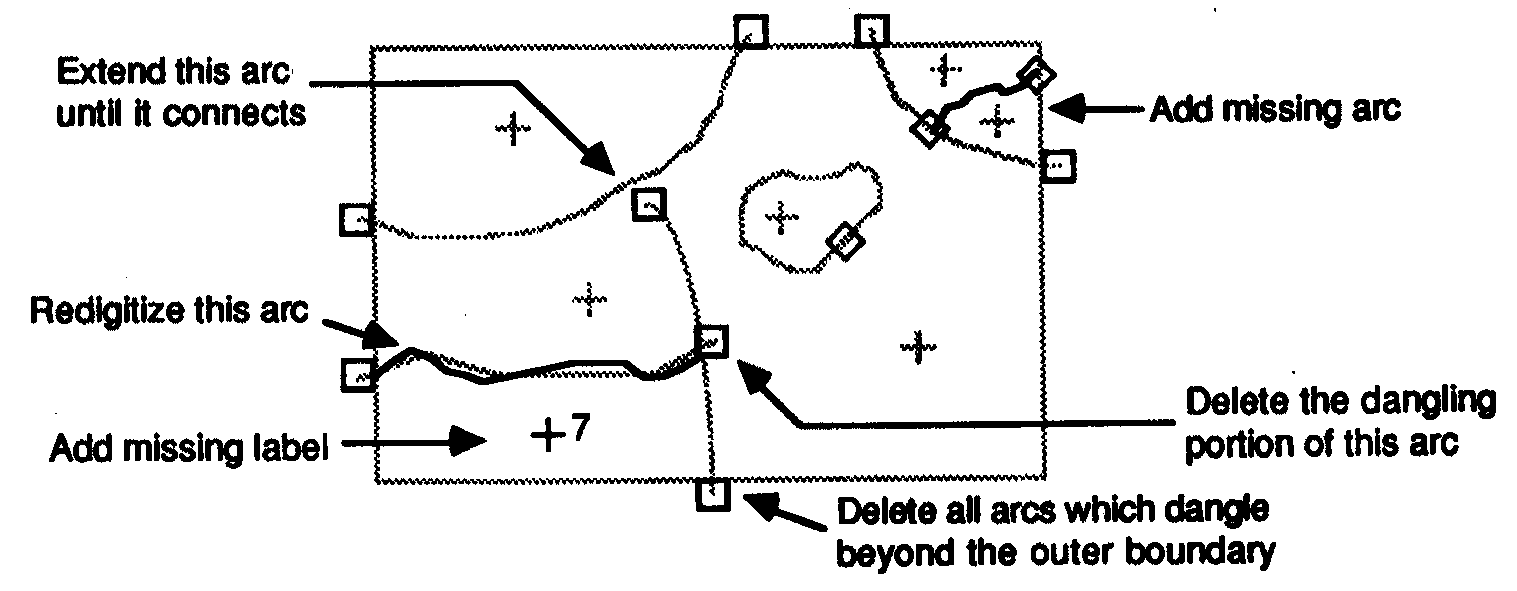 Extend this arc
until it connects
Add missing arc
Redigitize this arc
Delete the dangling
portion of this arc
Add missing label
7
Delete all arcs which dangle
beyond the outer boundary